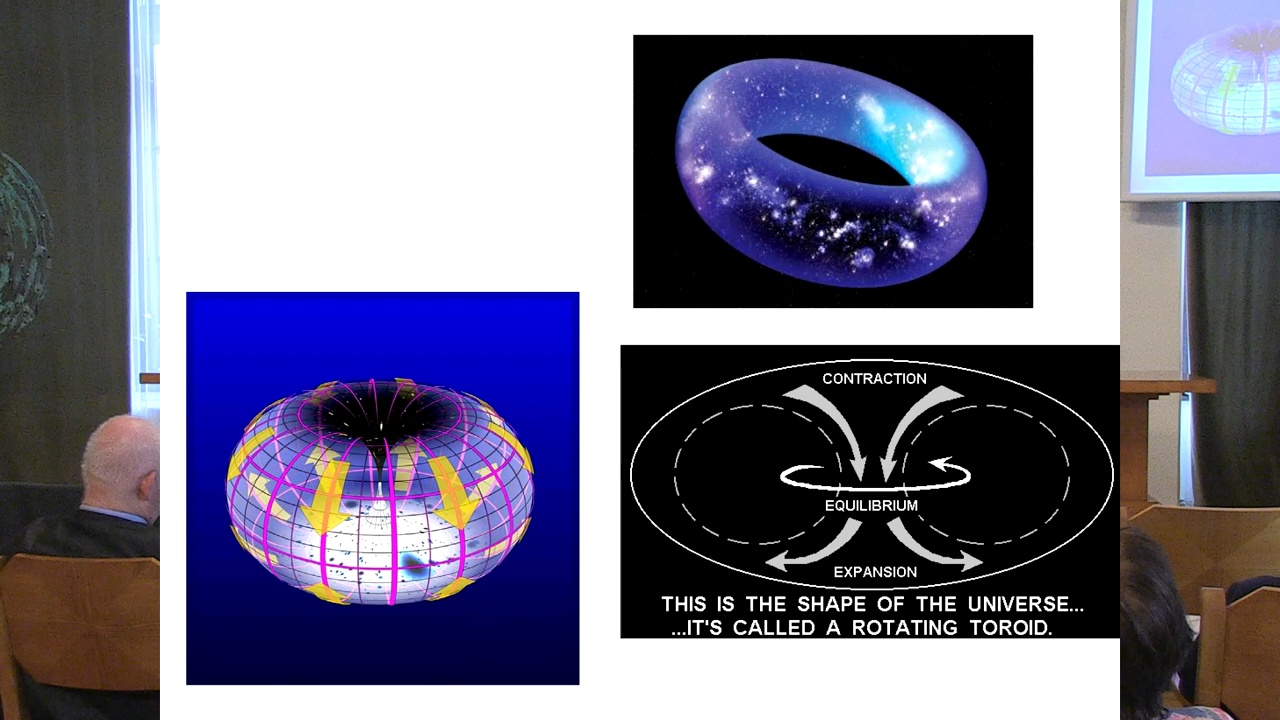 CONTRACTION
EQUILIBRIUM
EXPANSION
THIS IS THE SHAPE OF THE UNIVERSE...
...IT'S CALLED A ROTATING TOROID.